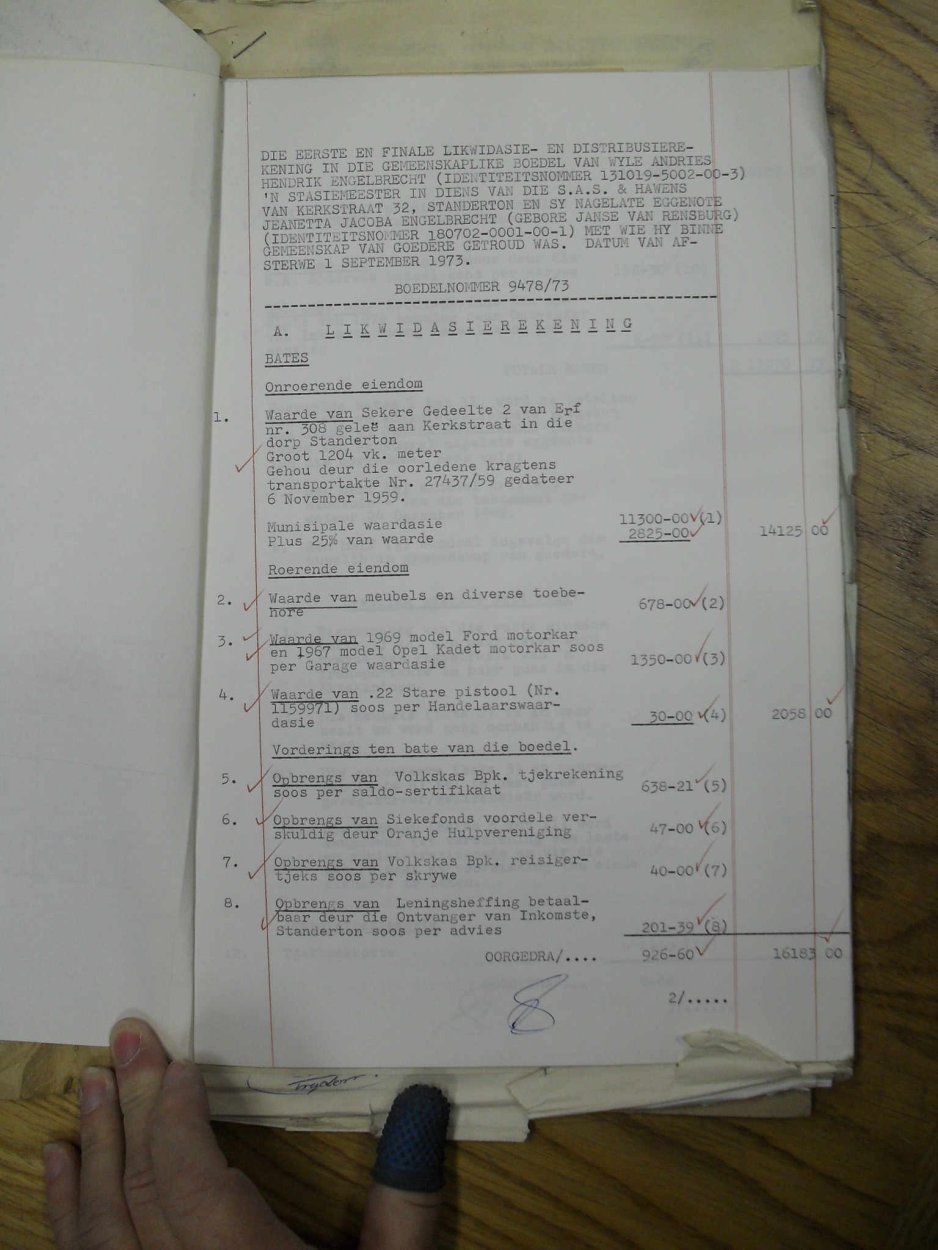 DIE EERSTE EN FINALE LIKWIDASIE- EN DISTRIBUSIERE-
KENING IN DIE GEMEENSKAPLIKE BOEDEL VAN WYLE ANDRIES
HENDRIK ENGELBRECHT (IDENTITEITSNOMMER 131019-5002-00-3)
'N STASIEMEESTER IN DIENS VAN DIE S.A.S. & HAWENS
VAN KERKSTRAAT 32, STANDERTON EN SY NAGELATE EGGENOTE
JEANETTA JACOBA ENGELBRECHT (GEBORE JANSE VAN RENSBURG)
(IDENTITEITSNOMMER 180702-0001-00-1) MET WIE HY BINNE
GEMEENSKAP VAN GOEDERE GETROUD WAS. DATUM VAN AF-
STERWE 1 SEPTEMBER 1973.
BOEDELNOMMER 9478/73
A. LIKWIDASIEREKENING
BATES
Onroerende eiendom
1. Waarde van Sekere Gedeelte 2 van Erf
nr. 308 geleë aan Kerkstraat in die
dorp Standerton
Groot 1204 vk. meter
Gehou deur die oorledene kragtens
transportakte Nr. 27437/59 gedateer
6 November 1959.
Munisipale waardasie 11300-00 (1)
Plus 25% van waarde 2825-00 14125 00
Roerende eiendom
2. Waarde van meubels en diverse toebe-
hore 678-00 (2)
3. Waarde van 1969 model Ford motorkar
en 1967 model Opel Kadet motorkar soos
per Garage waardasie 1350-00 (3)
4. Waarde van .22 Stare pistool (Nr.
1159971) soos per Handelaarswaar-
dasie 30-00 (4) 2058 00
Vorderings ten bate van die boedel.
5. Opbrengs van Volkskas Bpk. tjekrekening
soos per saldo-sertifikaat 638-21 (5)
6. Opbrengs van Siekefonds voordele ver-
skuldig deur Oranje Hulpvereniging 47-00 (6)
7. Opbrengs van Volkskas Bpk. reisiger-
tjeks soos per skrywe 40-00 (7)
8. Opbrengs van Leningsheffing betaal-
baar deur die Ontvanger van Inkomste,
Standerton soos per advies 201-39 (8)
OORGEDRA/.... 926-60 16183 00
2/.....